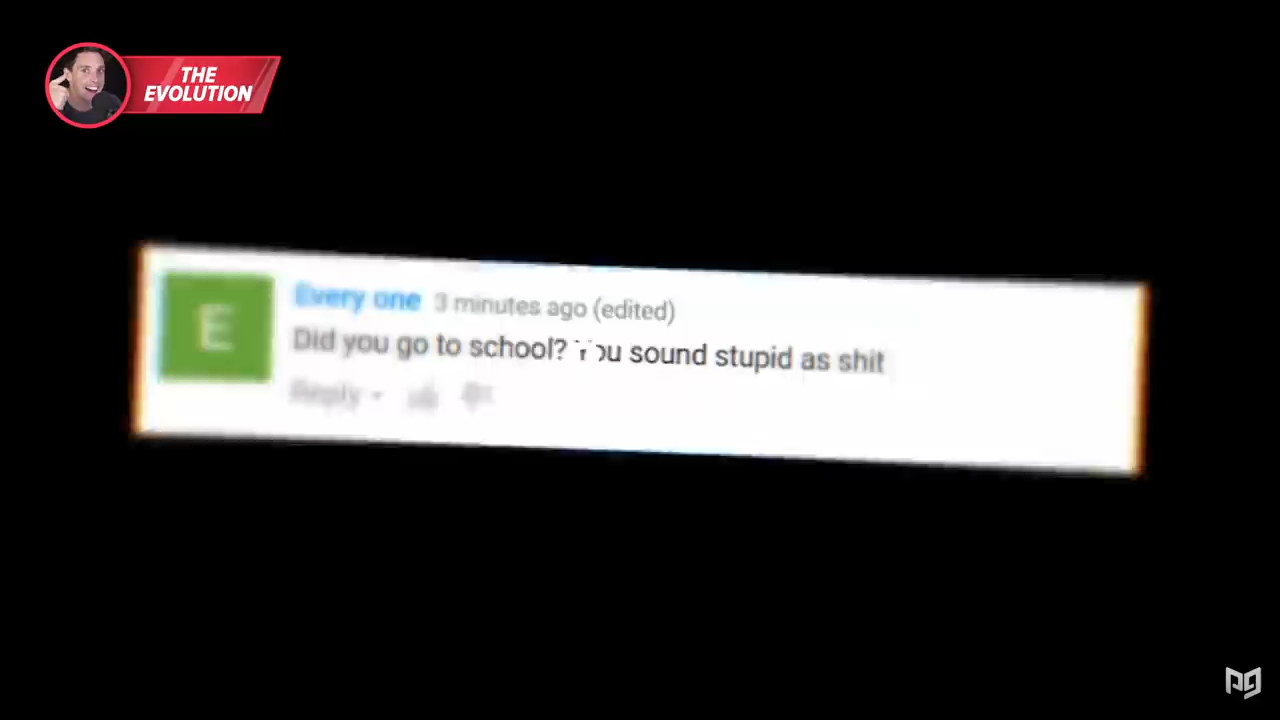 THE
EVOLUTION
Every one 3 minutes ago (edited)
Did you go to school? You sound stupid as shit
Reply
E
PG